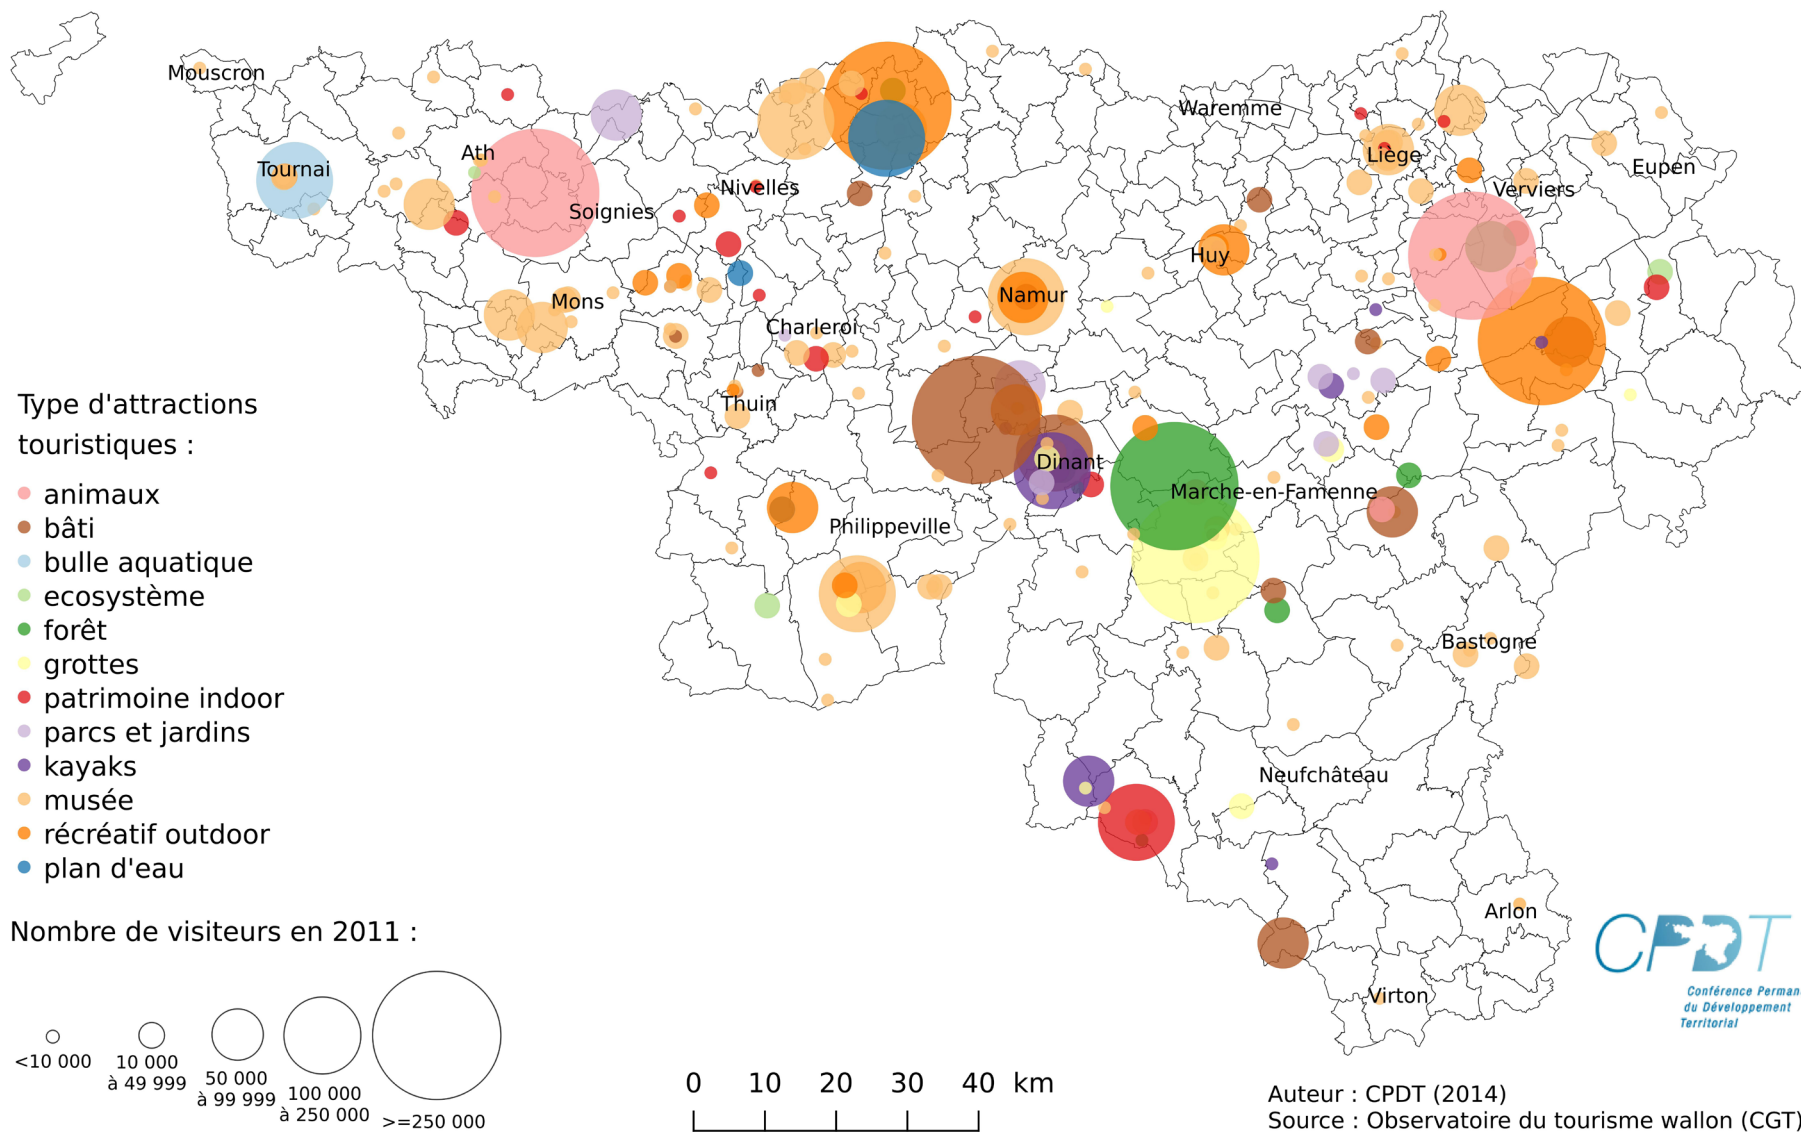 Mouscron
Waremme
Ath
Liège
Tournai
Eupen
Nivelles
Verviers
Soignies
Huy
Namur
Mons
Charleroi
Thuin
Type d'attractions
touristiques :
Dinant
Marche-en-Famenne
Philippeville
animaux
bâti
bulle aquatique
ecosystème
forêt
grottes
patrimoine indoor
parcs et jardins
kayaks
musée
récréatif outdoor
plan d'eau
Bastogne
Neufchâteau
Arlon
Virton
CPDT
Conférence Perman
du Développement
Territorial
Nombre de visiteurs en 2011 :
<10 000
10 000
à 49 999
50 000
à 99 999
100 000
à 250 000
>=250 000
0 10 20 30 40 km
Auteur : CPDT (2014)
Source : Observatoire du tourisme wallon (CGT)